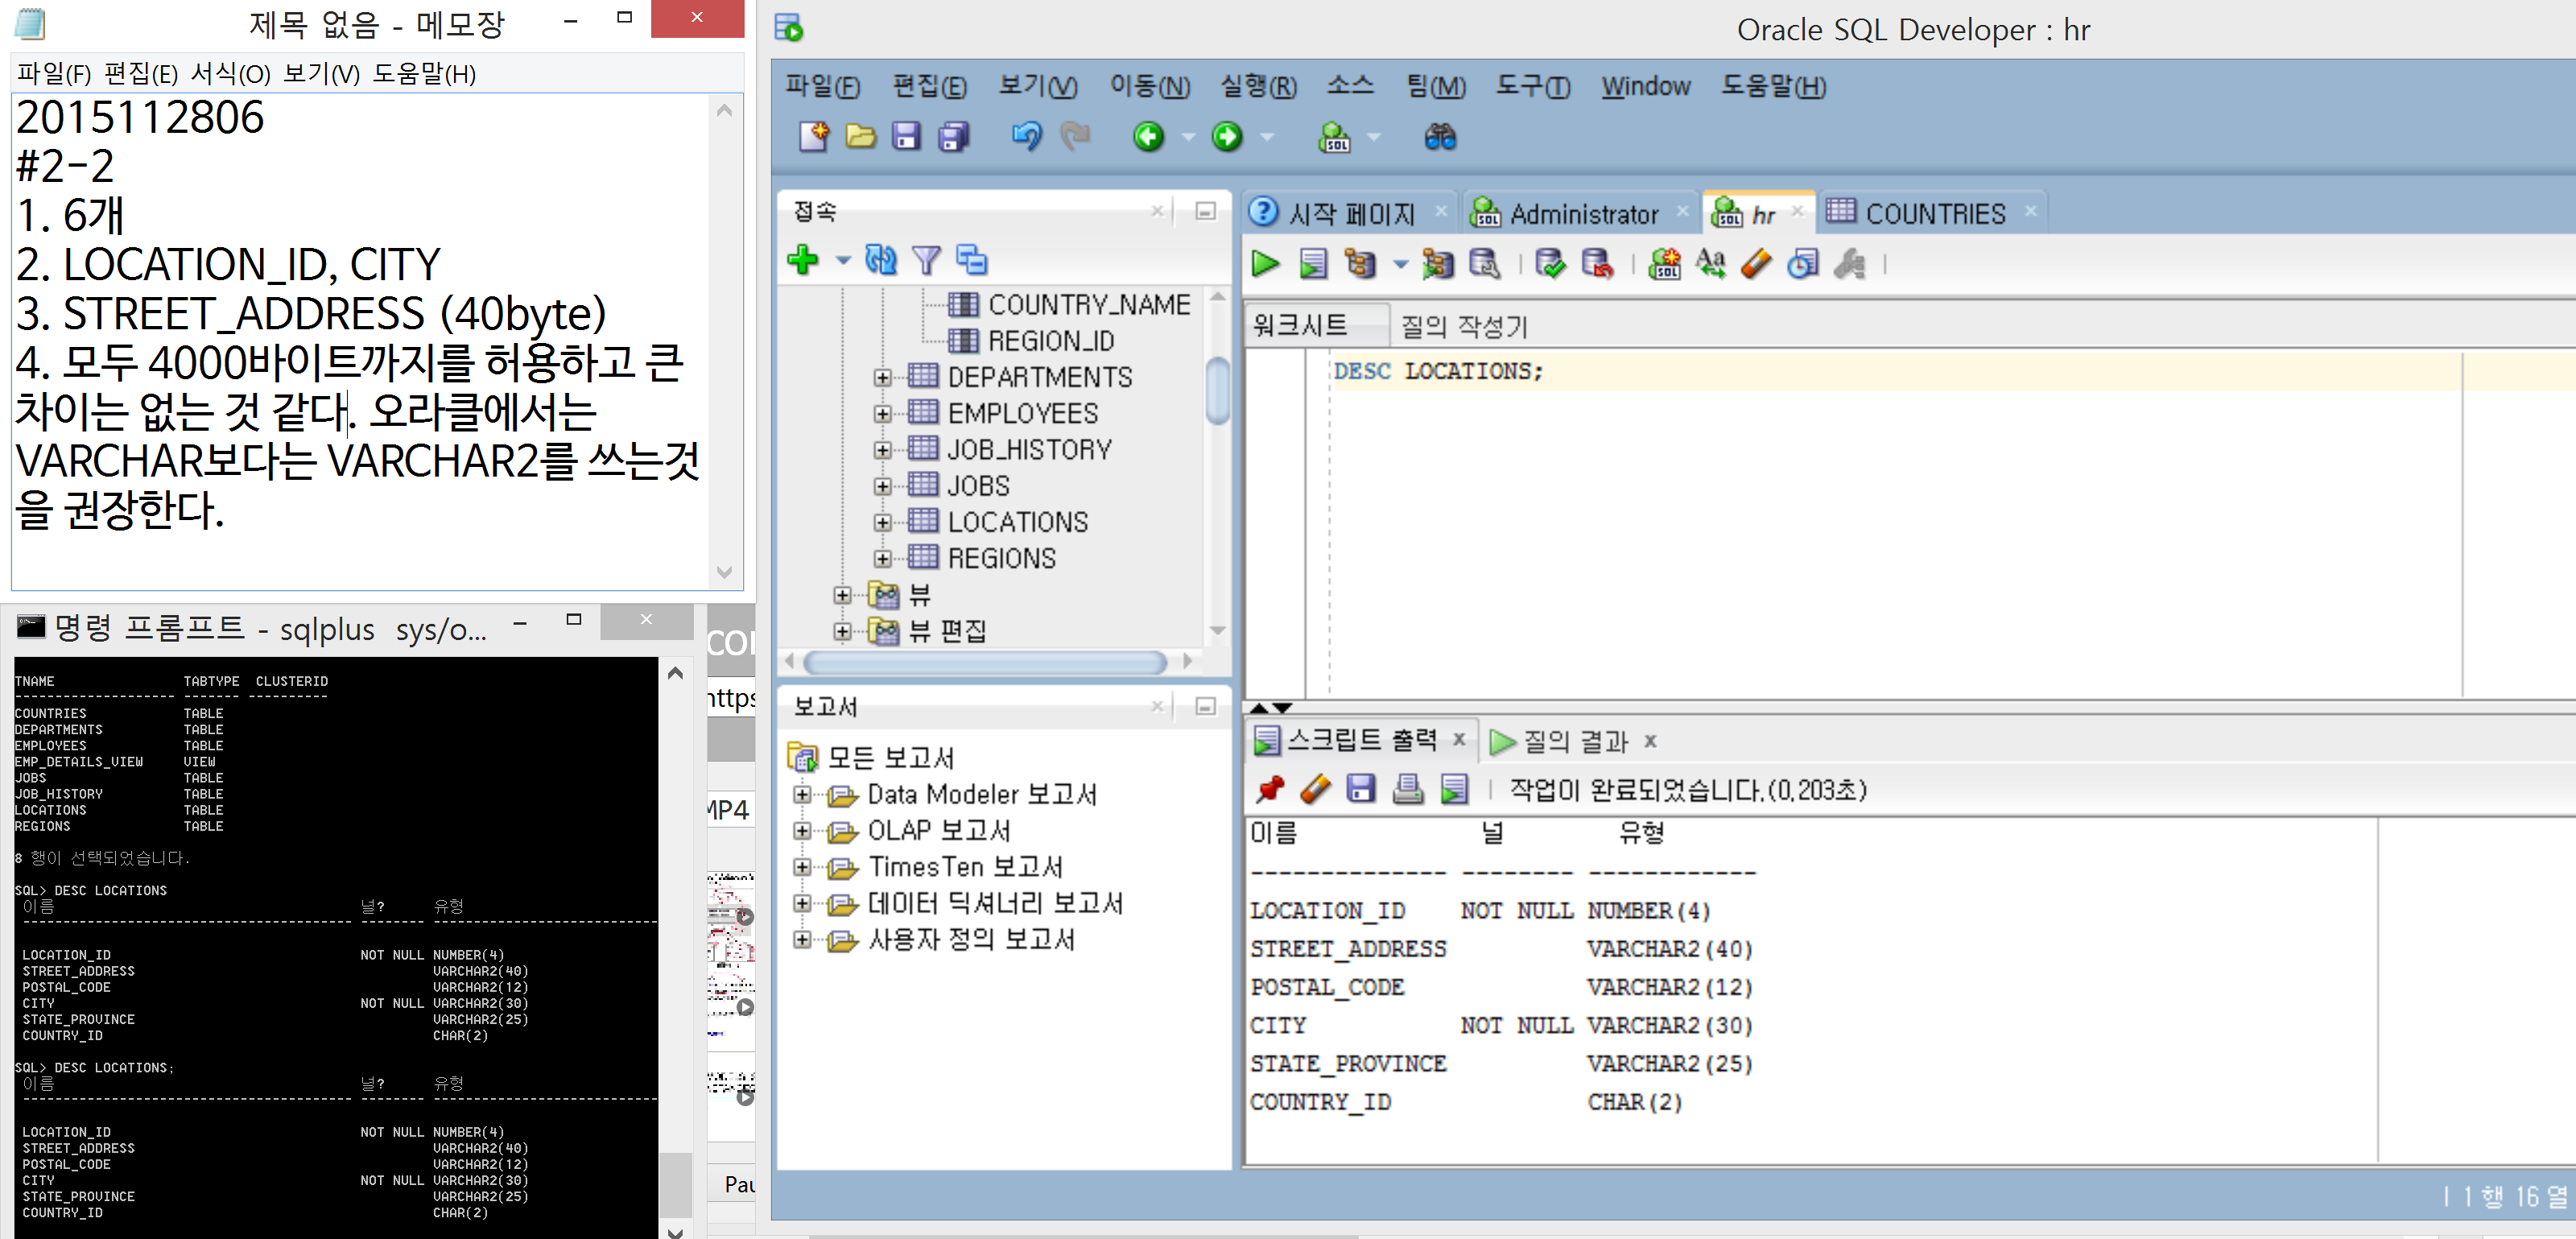 제목 없음 - 메모장
파일(F) 편집(E) 서식(O) 보기(V) 도움말(H)
2015112806
#2-2
1. 6개
2. LOCATION_ID, CITY
3. STREET_ADDRESS (40byte)
4. 모두 4000바이트까지를 허용하고 큰
차이는 없는 것 같다. 오라클에서는
VARCHAR보다는 VARCHAR2를 쓰는것
을 권장한다.
명령 프롬프트 - sqlplus sys/o...
TNAME TABTYPE CLUSTERID
--------------------- ------- ----------
COUNTRIES TABLE
DEPARTMENTS TABLE
EMPLOYEES TABLE
EMP_DETAILS_VIEW VIEW
JOBS TABLE
JOB_HISTORY TABLE
LOCATIONS TABLE
REGIONS TABLE
8 행이 선택되었습니다.
SQL> DESC LOCATIONS
이름 널? 유형
----------------------------------------- -------- ----------------------------
LOCATION_ID NOT NULL NUMBER(4)
STREET_ADDRESS VARCHAR2(40)
POSTAL_CODE VARCHAR2(12)
CITY NOT NULL VARCHAR2(30)
STATE_PROVINCE VARCHAR2(25)
COUNTRY_ID CHAR(2)
SQL> DESC LOCATIONS;
이름 널? 유형
----------------------------------------- -------- ----------------------------
LOCATION_ID NOT NULL NUMBER(4)
STREET_ADDRESS VARCHAR2(40)
POSTAL_CODE VARCHAR2(12)
CITY NOT NULL VARCHAR2(30)
STATE_PROVINCE VARCHAR2(25)
COUNTRY_ID CHAR(2)
https
MP4
Pau
Oracle SQL Developer : hr
파일(F) 편집(E) 보기(V) 이동(N) 실행(R) 소스 팀(M) 도구(T) Window 도움말(H)
접속
COUNTRY_NAME
REGION_ID
DEPARTMENTS
EMPLOYEES
JOB_HISTORY
JOBS
LOCATIONS
REGIONS
뷰
뷰 편집
보고서
모든 보고서
Data Modeler 보고서
OLAP 보고서
TimesTen 보고서
데이터 딕셔너리 보고서
사용자 정의 보고서
시작 페이지 Administrator hr COUNTRIES
워크시트 질의 작성기
DESC LOCATIONS;
스크립트 출력 질의 결과
작업이 완료되었습니다.(0,203초)
이름 널 유형
-------------- -------- ------------
LOCATION_ID NOT NULL NUMBER(4)
STREET_ADDRESS VARCHAR2(40)
POSTAL_CODE VARCHAR2(12)
CITY NOT NULL VARCHAR2(30)
STATE_PROVINCE VARCHAR2(25)
COUNTRY_ID CHAR(2)
1 행 16 열